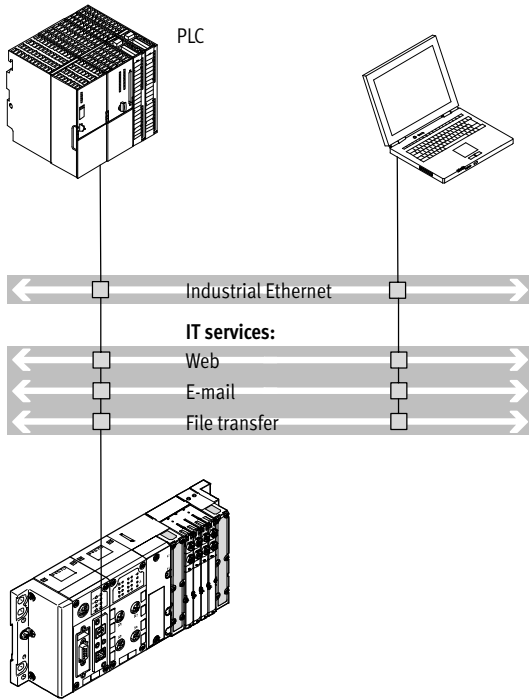 PLC
Industrial Ethernet
IT services:
Web
E-mail
File transfer